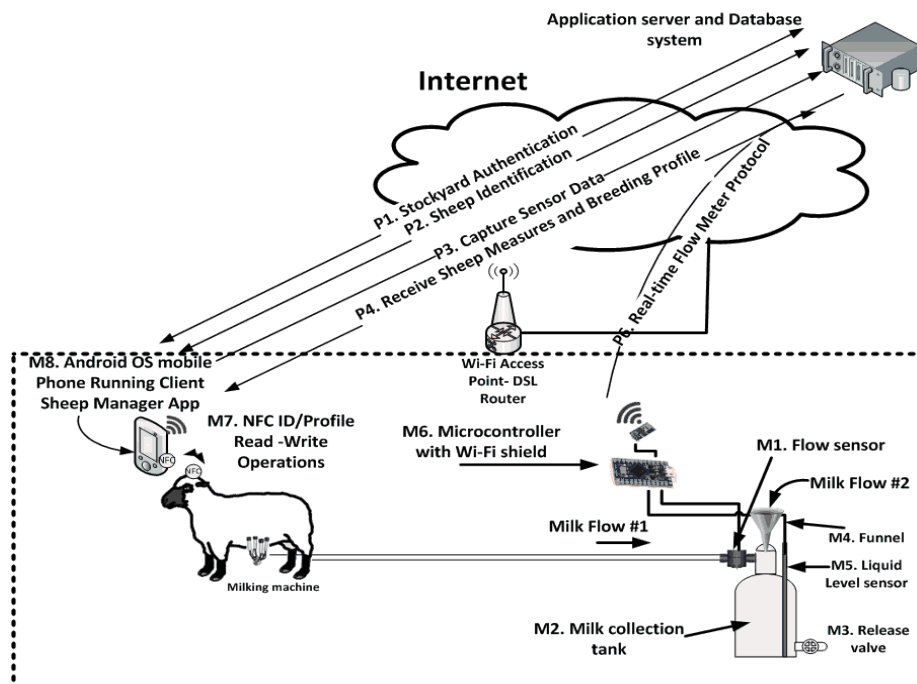 Application server and Database
system
Internet
P1. Stockyard Authentication
P2. Sheep Identification
P3. Capture Sensor Data
P4. Receive Sheep Measures and Breeding Profile
P6. Real-time Flow Meter Protocol
M8. Android OS mobile
Phone Running Client
Sheep Manager App
Wi-Fi Access
Point- DSL
Router
M7. NFC ID/Profile
Read -Write
Operations
NFC
NFC
M6. Microcontroller
with Wi-Fi shield
M1. Flow sensor
Milk Flow #2
Milk Flow #1
M4. Funnel
M5. Liquid
Level sensor
Milking machine
M2. Milk collection
tank
M3. Release
valve